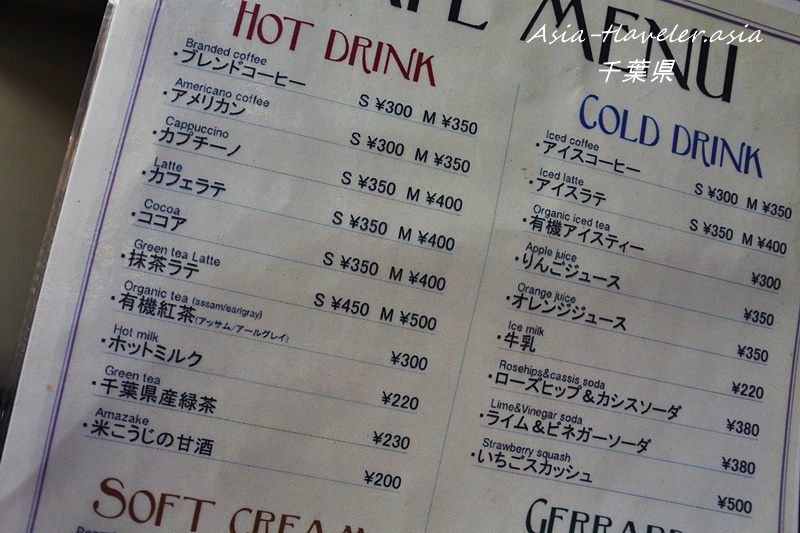 MENU
Asia-traveler.asia
千葉県
HOT DRINK
Branded coffee
・ブレンドコーヒー S ¥300 M ¥350
Americano coffee
・アメリカン S ¥300 M ¥350
Cappuccino
・カプチーノ S ¥350 M ¥400
Latte
・カフェラテ S ¥350 M ¥400
Cocoa
・ココア S ¥350 M ¥400
Green tea Latte
・抹茶ラテ S ¥450 M ¥500
Organic tea (assam/earlgray)
・有機紅茶(アッサム/アールグレイ) ¥300
Hot milk
・ホットミルク ¥220
Green tea
・千葉県産緑茶 ¥230
Amazake
・米こうじの甘酒 ¥200
SOFT CREAM
COLD DRINK
Iced coffee
・アイスコーヒー S ¥300 M ¥350
Iced latte
・アイスラテ S ¥350 M ¥400
Organic iced tea
・有機アイスティー ¥300
Apple juice
・りんごジュース ¥350
Orange juice
・オレンジジュース ¥350
Ice milk
・牛乳 ¥220
Rosehips&cassis soda
・ローズヒップ＆カシスソーダ ¥380
Lime&Vinegar soda
・ライム＆ビネガーソーダ ¥380
Strawberry squash
・いちごスカッシュ ¥500